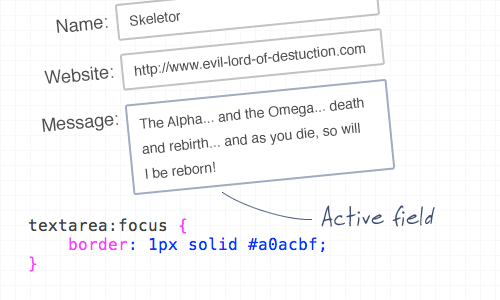 Name: Skeletor
Website: http://www.evil-lord-of-destuction.com
Message: The Alpha... and the Omega... death
and rebirth... and as you die, so will
I be reborn!
Active field
textarea:focus {
border: 1px solid #a0acbf;
}